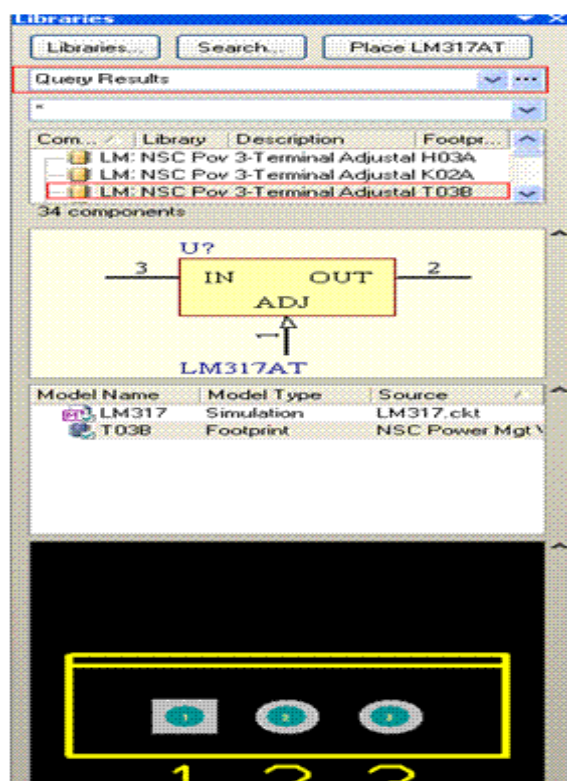 Libraries
Libraries... Search... Place LM317AT
Query Results ...
*
Com... Library Description Footpr...
LM: NSC Pov 3-Terminal Adjustal H03A
LM: NSC Pov 3-Terminal Adjustal K02A
LM: NSC Pov 3-Terminal Adjustal T03B
34 components
U?
3 IN OUT 2
ADJ
1
LM317AT
Model Name Model Type Source
LM317 Simulation LM317.ckt
T03B Footprint NSC Power Mgt V
1 2 3
1 2 3